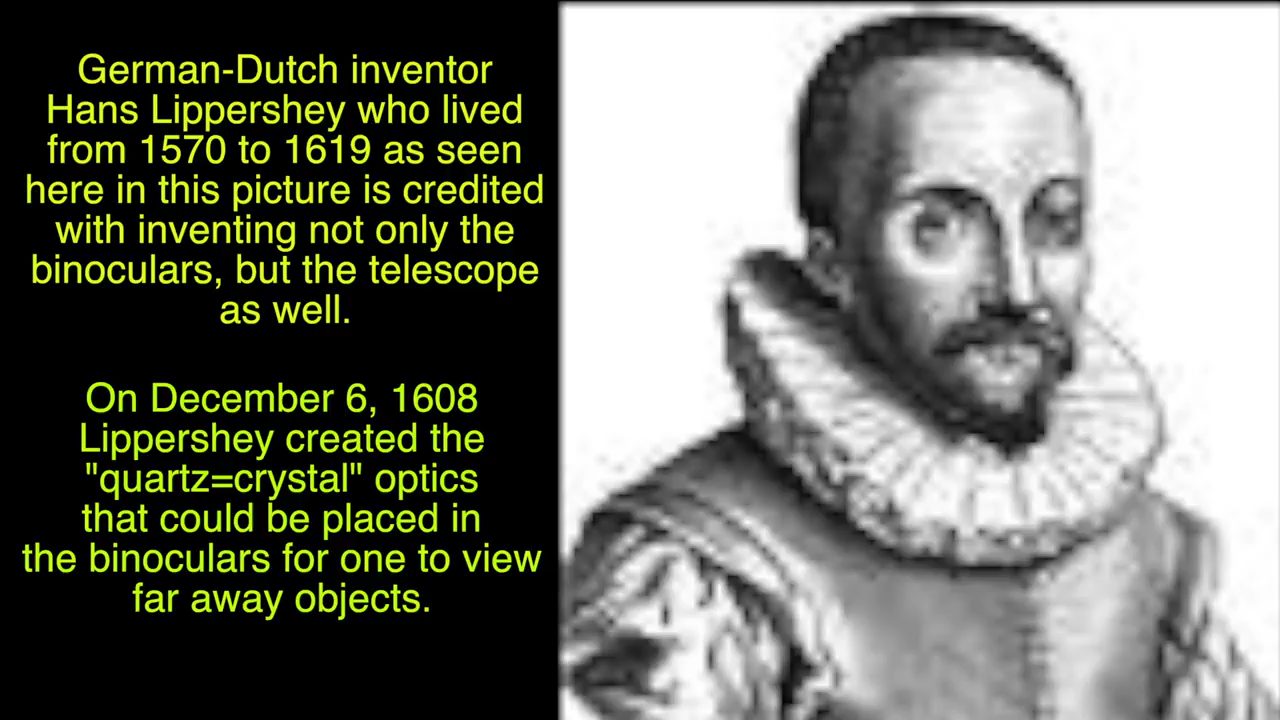 German-Dutch inventor
Hans Lippershey who lived
from 1570 to 1619 as seen
here in this picture is credited
with inventing not only the
binoculars, but the telescope
as well.
On December 6, 1608
Lippershey created the
"quartz=crystal" optics
that could be placed in
the binoculars for one to view
far away objects.